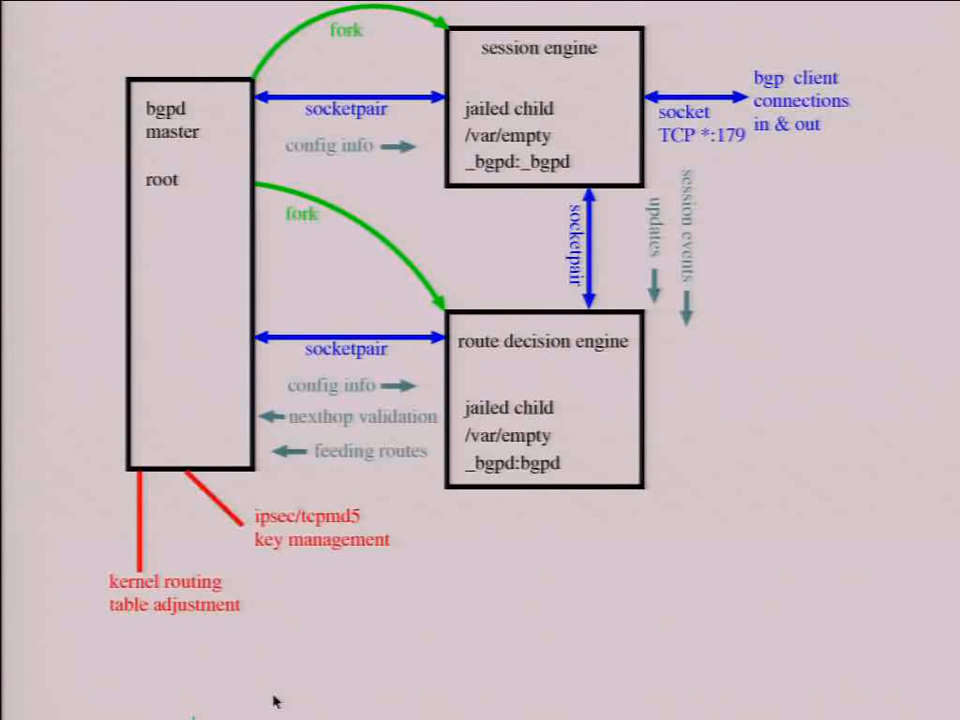 fork
session engine
bgpd
master
root
socketpair
config info
jailed child
/var/empty
_bgpd:_bgpd
socket
TCP *:179
bgp client
connections
in & out
fork
socketpair
updates
session events
socketpair
config info
nexthop validation
feeding routes
route decision engine
jailed child
/var/empty
_bgpd:bgpd
ipsec/tcpmd5
key management
kernel routing
table adjustment